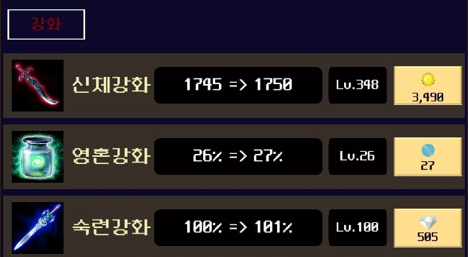 강화
신체강화 1745 => 1750 Lv.348 3,490
영혼강화 26% => 27% Lv.26 27
숙련강화 100% => 101% Lv.100 505